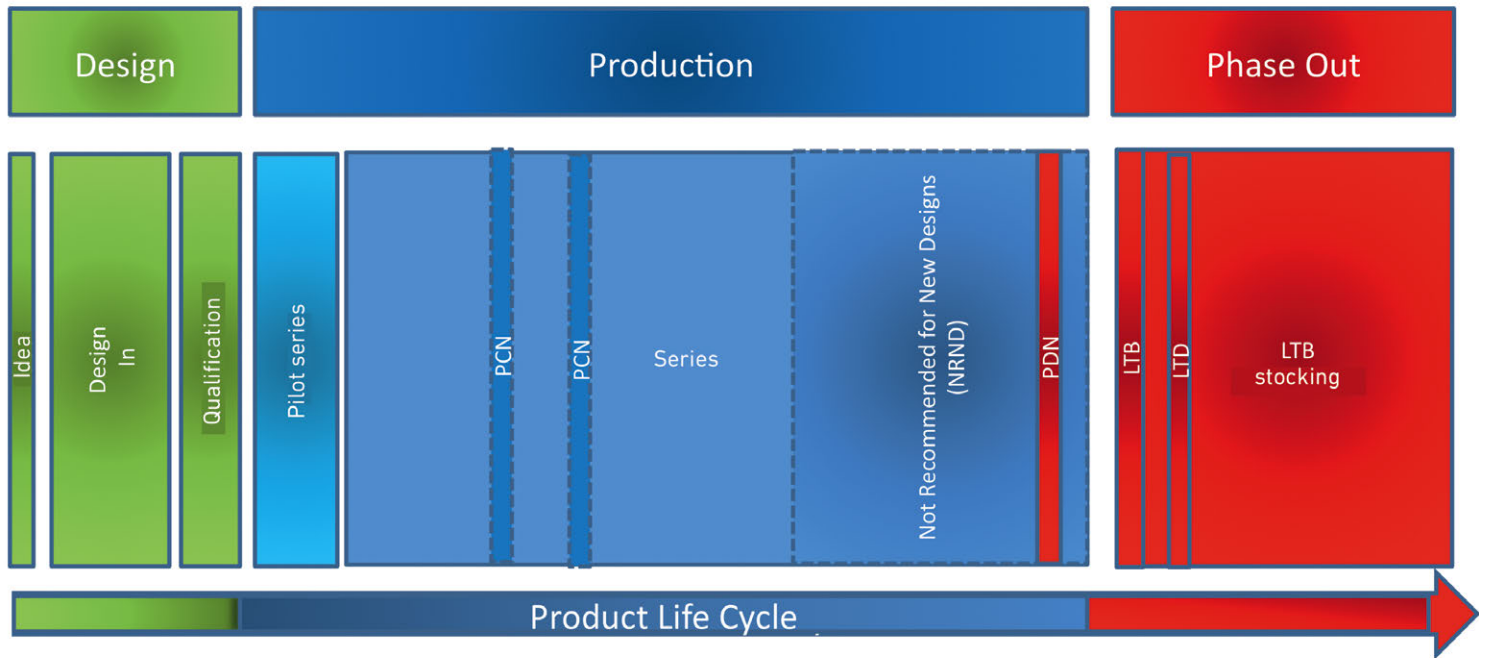 Design
Production
Phase Out
Idea
Design
In
Qualification
Pilot series
PCN
PCN
Series
Not Recommended for New Designs
(NRND)
PDN
LTB
LTD
LTB
stocking
Product Life Cycle